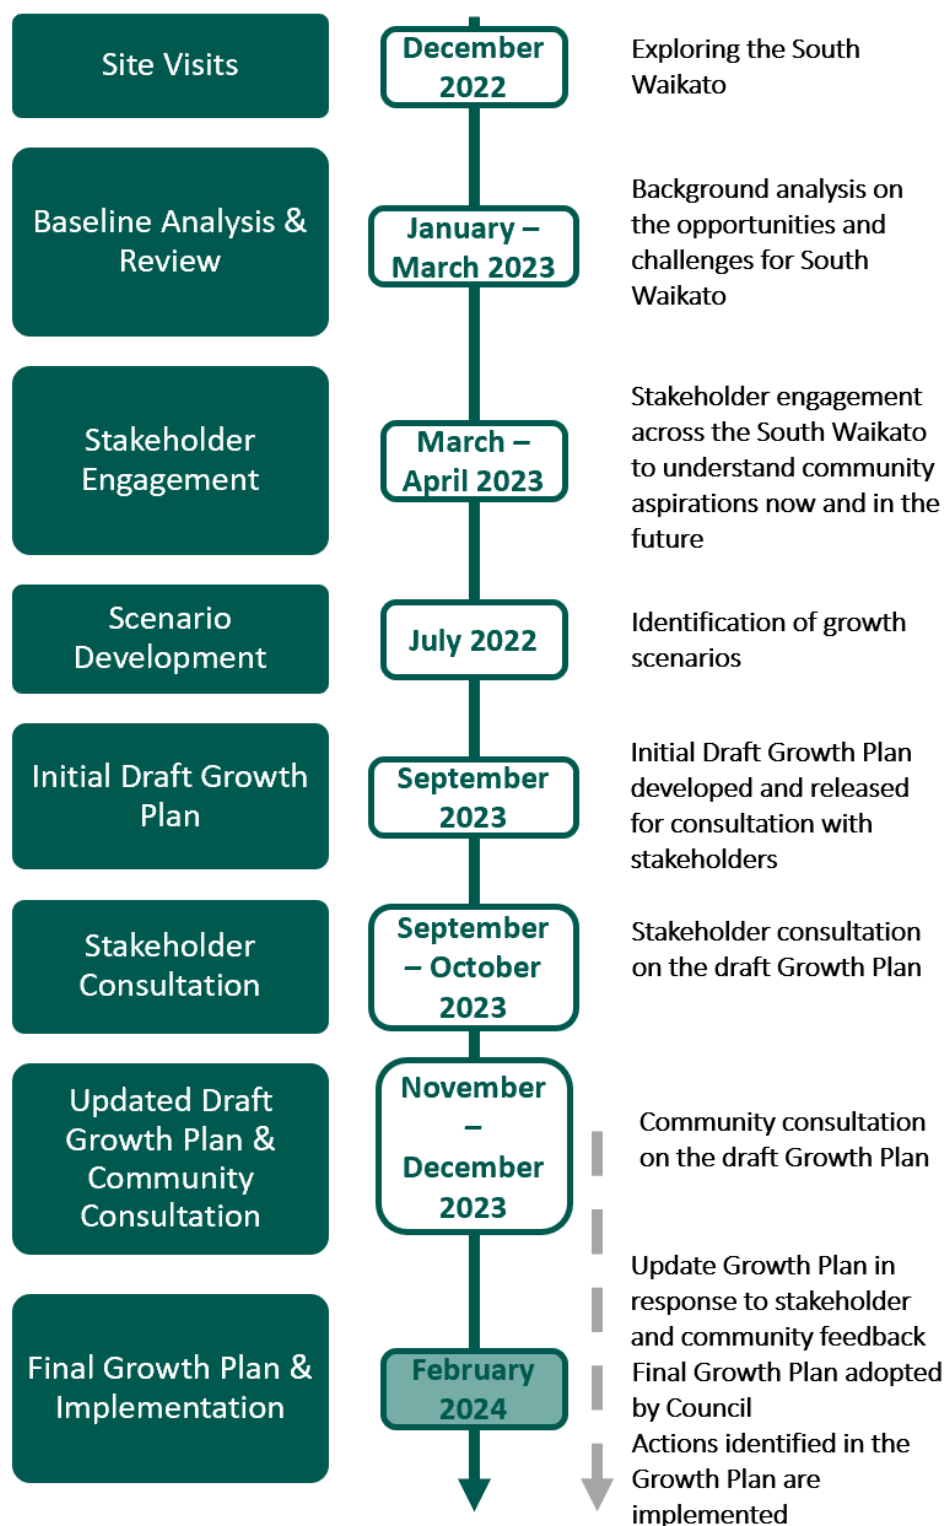 Site Visits
December
2022
Exploring the South
Waikato
Baseline Analysis &
Review
January –
March 2023
Background analysis on
the opportunities and
challenges for South
Waikato
Stakeholder
Engagement
March –
April 2023
Stakeholder engagement
across the South Waikato
to understand community
aspirations now and in the
future
Scenario
Development
July 2022
Identification of growth
scenarios
Initial Draft Growth
Plan
September
2023
Initial Draft Growth Plan
developed and released
for consultation with
stakeholders
Stakeholder
Consultation
September
– October
2023
Stakeholder consultation
on the draft Growth Plan
Updated Draft
Growth Plan &
Community
Consultation
November
–
December
2023
Community consultation
on the draft Growth Plan
Final Growth Plan &
Implementation
February
2024
Update Growth Plan in
response to stakeholder
and community feedback
Final Growth Plan adopted
by Council
Actions identified in the
Growth Plan are
implemented